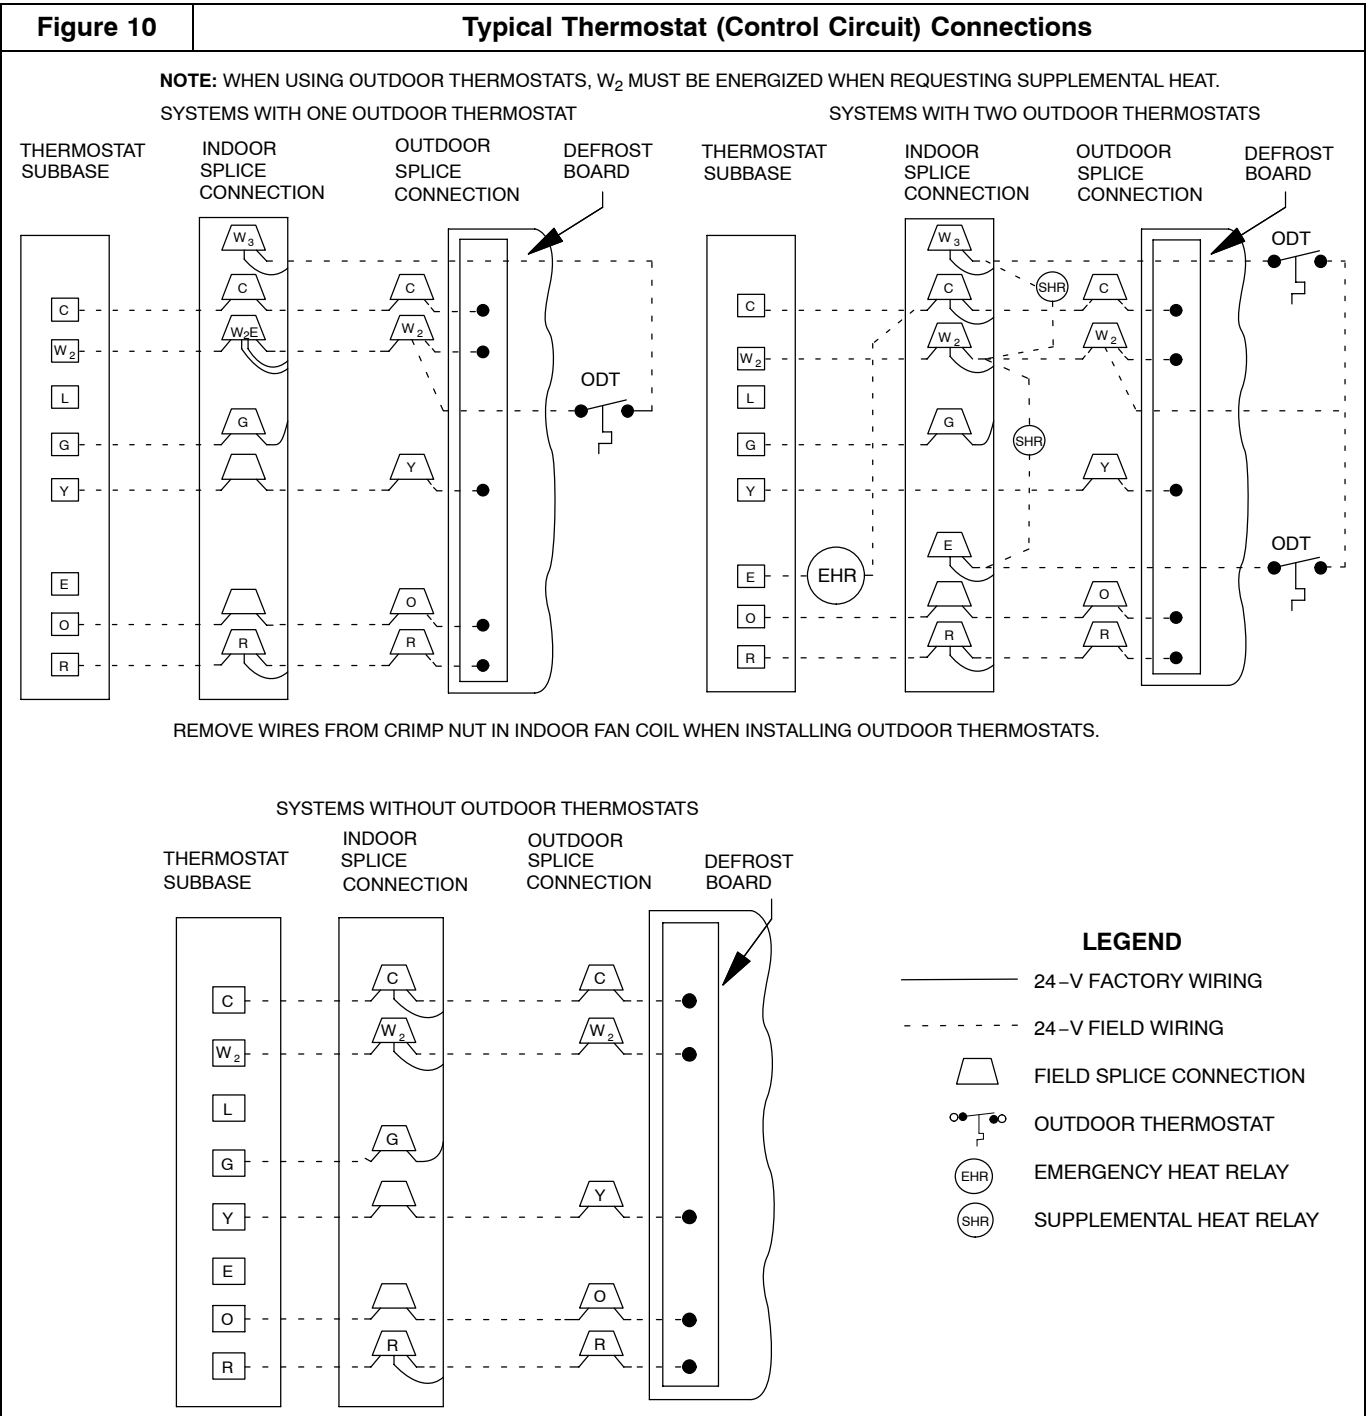 Figure 10
Typical Thermostat (Control Circuit) Connections
NOTE: WHEN USING OUTDOOR THERMOSTATS, W2 MUST BE ENERGIZED WHEN REQUESTING SUPPLEMENTAL HEAT.
SYSTEMS WITH ONE OUTDOOR THERMOSTAT
THERMOSTAT
SUBBASE
INDOOR
SPLICE
CONNECTION
OUTDOOR
SPLICE
CONNECTION
DEFROST
BOARD
W3
C
C
C
W2
W2E
W2
L
ODT
G
G
Y
Y
E
O
O
R
R
R
SYSTEMS WITH TWO OUTDOOR THERMOSTATS
THERMOSTAT
SUBBASE
INDOOR
SPLICE
CONNECTION
OUTDOOR
SPLICE
CONNECTION
DEFROST
BOARD
W3
ODT
SHR
C
C
C
W2
W2
W2
L
G
G
SHR
Y
Y
E
ODT
E
EHR
O
O
R
R
R
REMOVE WIRES FROM CRIMP NUT IN INDOOR FAN COIL WHEN INSTALLING OUTDOOR THERMOSTATS.
SYSTEMS WITHOUT OUTDOOR THERMOSTATS
THERMOSTAT
SUBBASE
INDOOR
SPLICE
CONNECTION
OUTDOOR
SPLICE
CONNECTION
DEFROST
BOARD
C
C
C
W2
W2
W2
L
G
G
Y
Y
E
O
O
R
R
R
LEGEND
24-V FACTORY WIRING
24-V FIELD WIRING
FIELD SPLICE CONNECTION
OUTDOOR THERMOSTAT
EHR
EMERGENCY HEAT RELAY
SHR
SUPPLEMENTAL HEAT RELAY